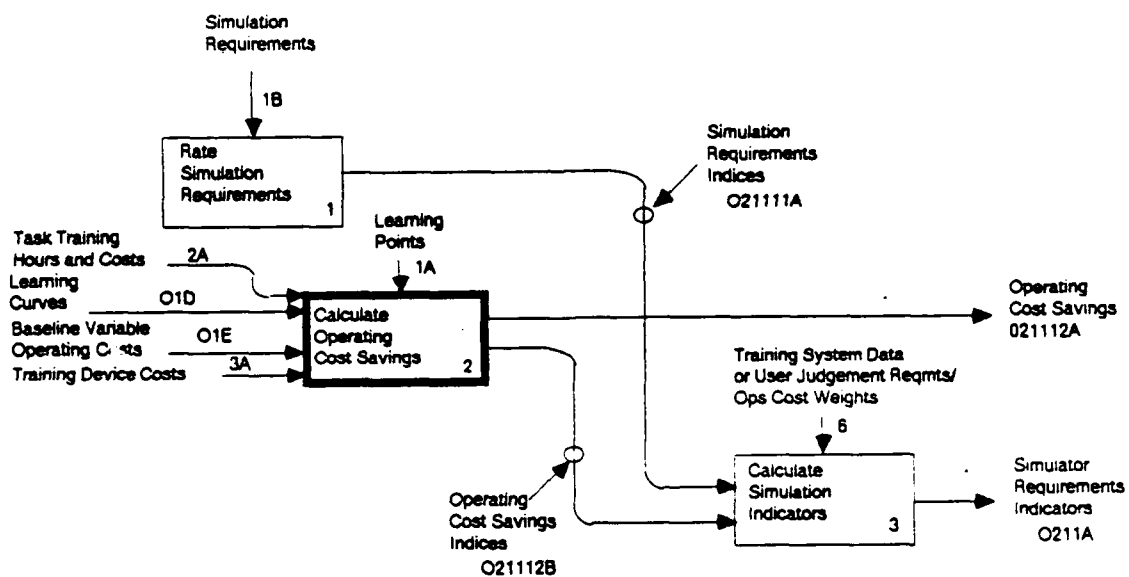 Simulation
Requirements
1B
Rate
Simulation
Requirements
1
Simulation
Requirements
Indices
O21111A
Task Training
Hours and Costs
2A
Learning
Curves
O1D
Baseline Variable
Operating Costs
O1E
Training Device Costs
3A
Learning
Points
1A
Calculate
Operating
Cost Savings
2
Operating
Cost Savings
021112A
Training System Data
or User Judgement Reqmts/
Ops Cost Weights
6
Calculate
Simulation
Indicators
3
Simulator
Requirements
Indicators
O211A
Operating
Cost Savings
Indices
O21112B